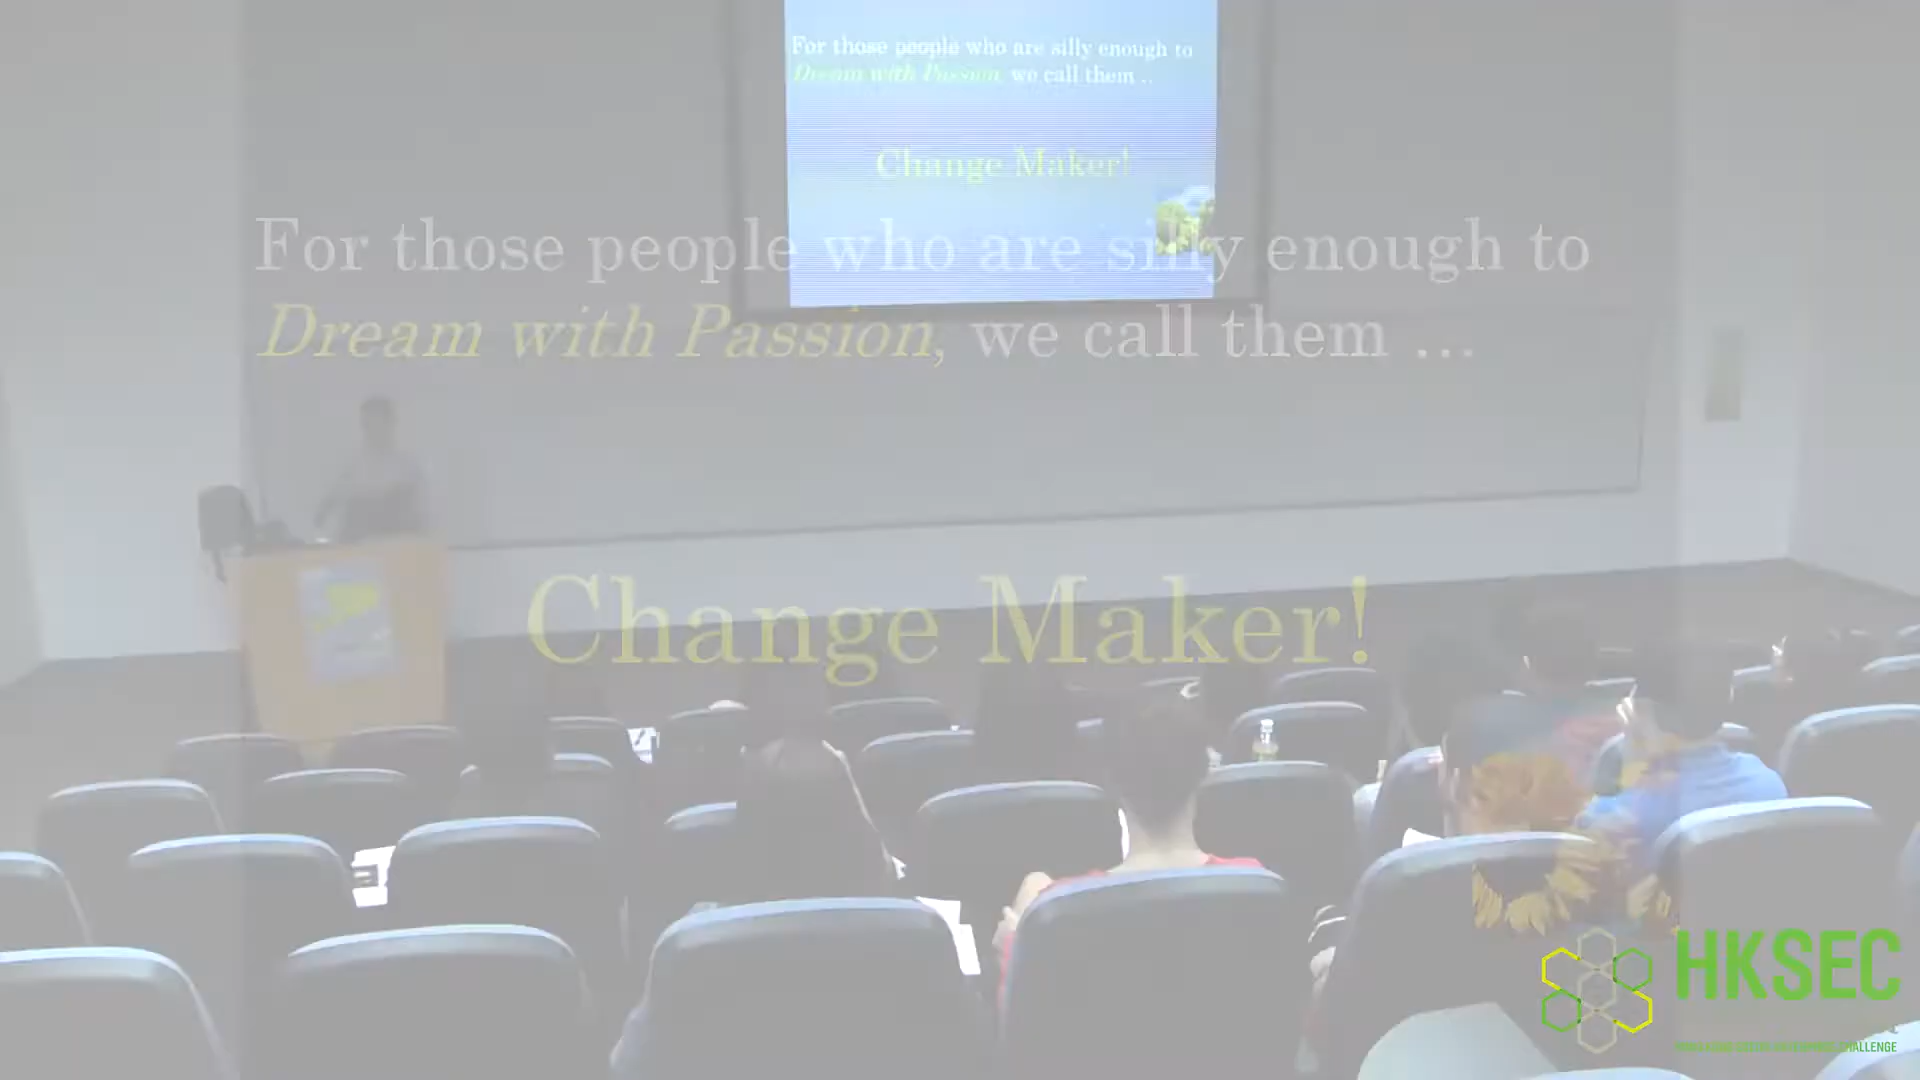 For those people who are silly enough to
Dream with Passion, we call them ..
Change Maker!
For those people who are silly enough to
Dream with Passion, we call them ...
Change Maker!
HKSEC